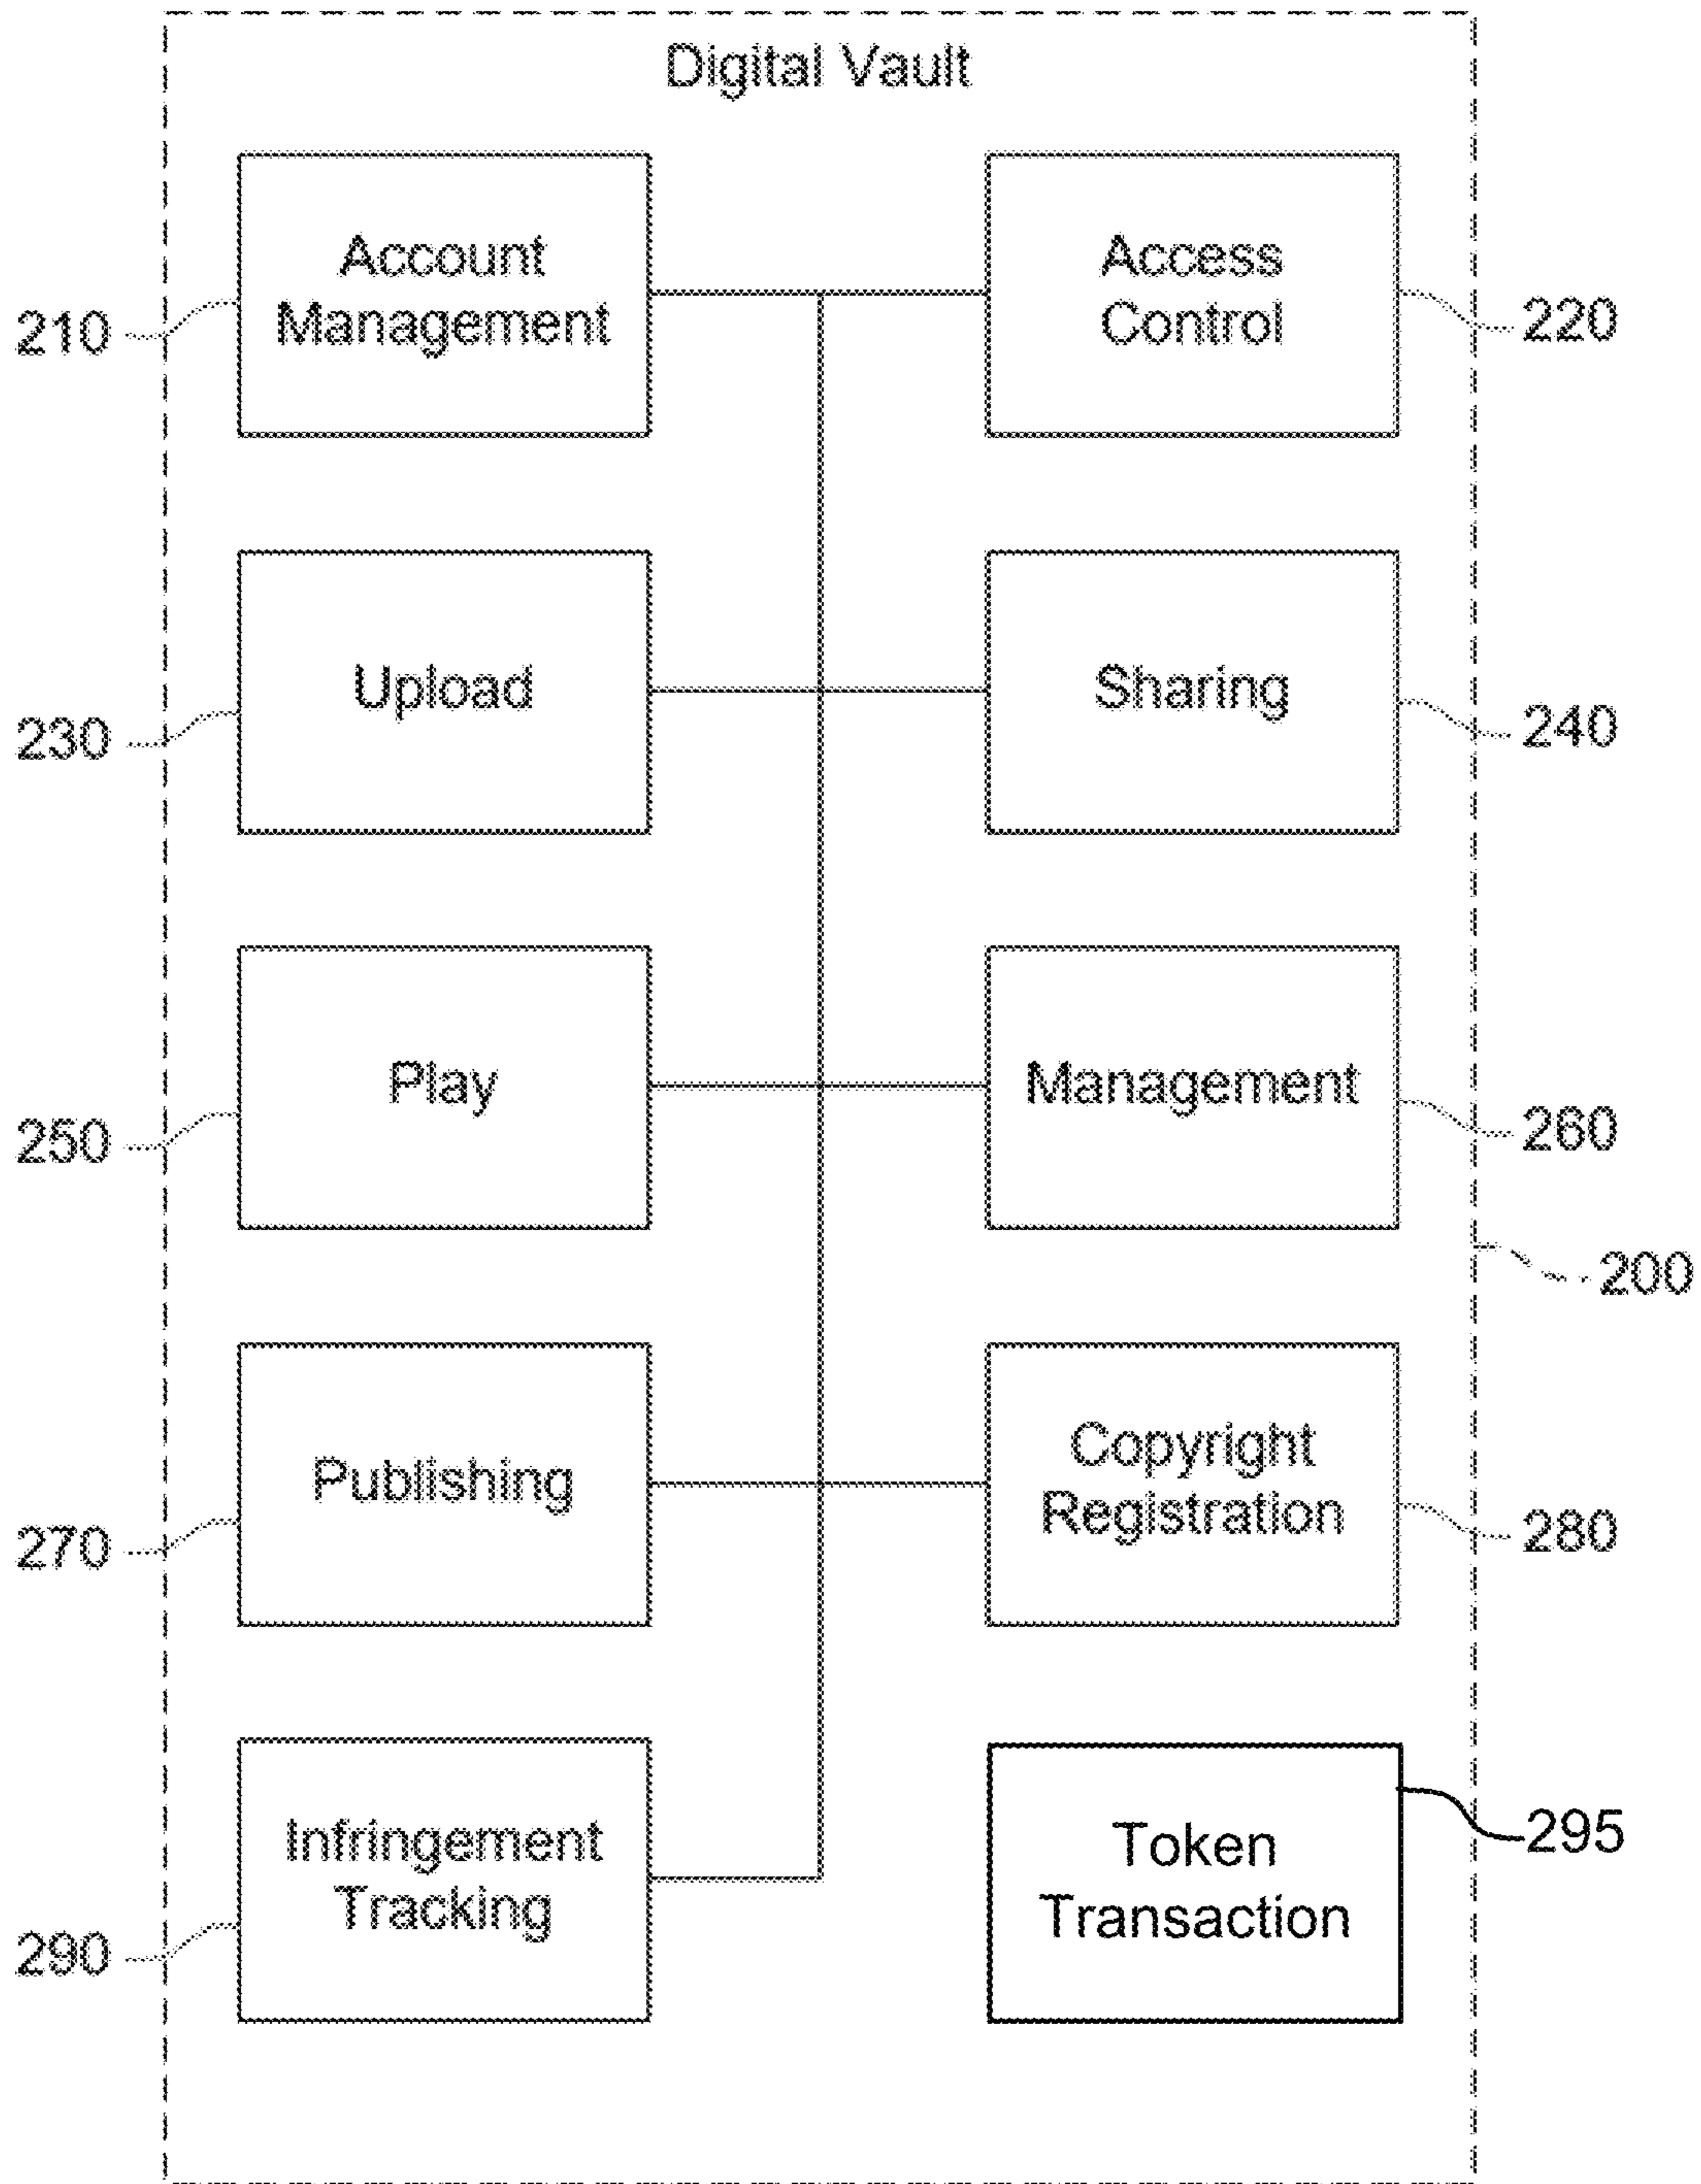 Digital Vault
Account
Management
210
Access
Control
220
Upload
230
Sharing
240
Play
250
Management
260
200
Publishing
270
Copyright
Registration
280
Infringement
Tracking
290
Token
Transaction
295